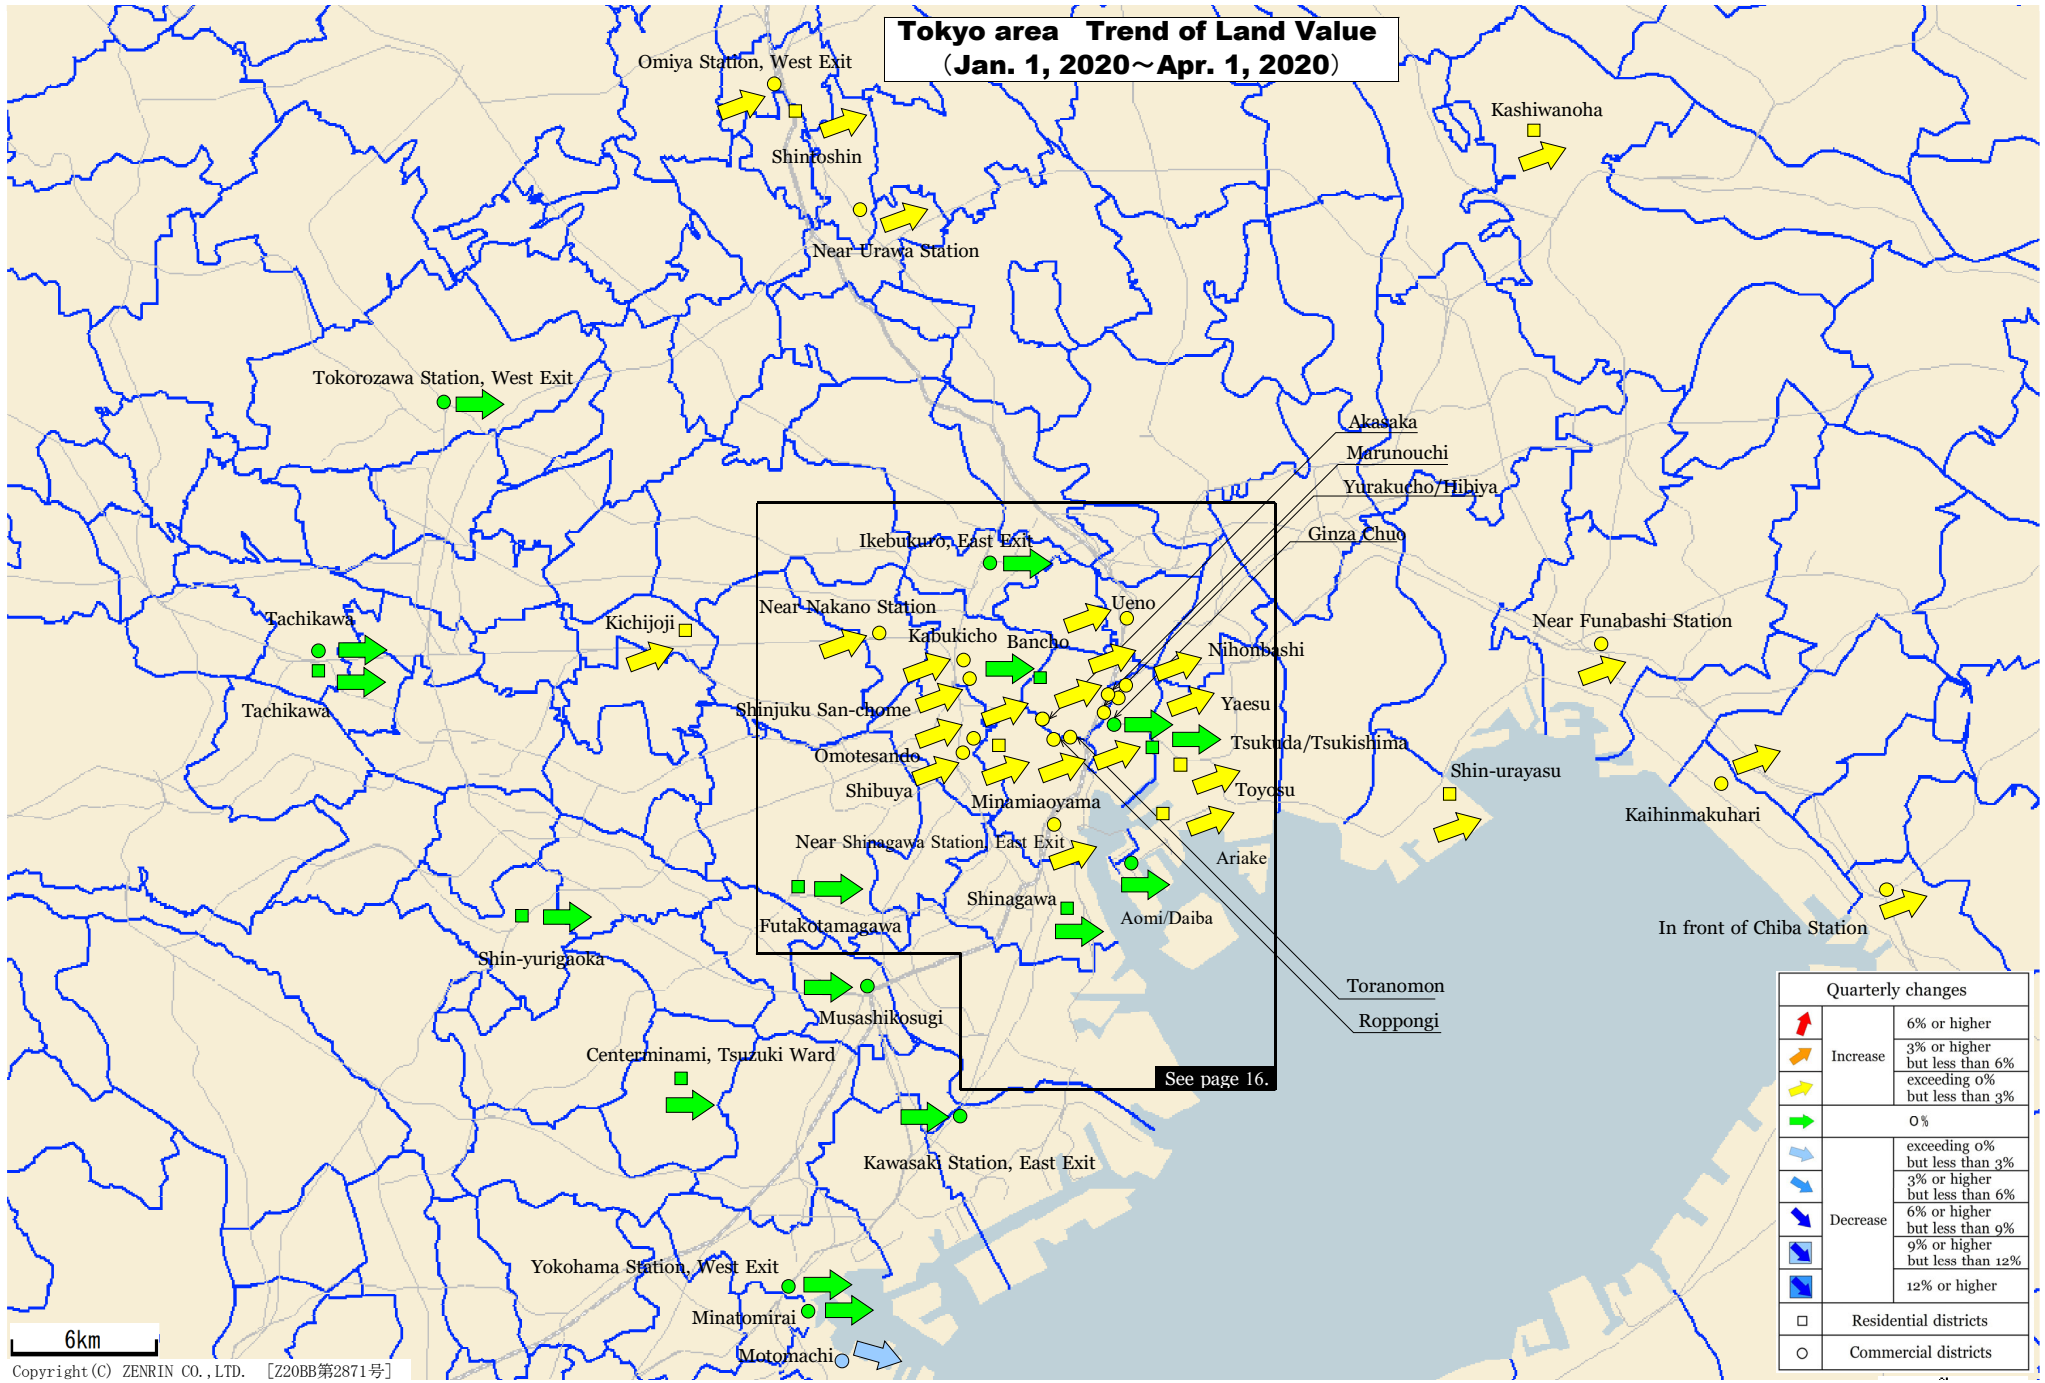 Tokyo area　Trend of Land Value
（Jan. 1, 2020～Apr. 1, 2020）
Omiya Station, West Exit
Kashiwanoha
Shintoshin
Near Urawa Station
Tokorozawa Station, West Exit
Akasaka
Marunouchi
Yurakucho/Hibiya
Ginza Chuo
Ikebukuro, East Exit
Near Nakano Station
Ueno
Tachikawa
Kichijoji
Kabukicho
Bancho
Nihonbashi
Near Funabashi Station
Tachikawa
Shinjuku San-chome
Yaesu
Omotesando
Tsukuda/Tsukishima
Shibuya
Minamiaoyama
Toyosu
Shin-urayasu
Kaihinmakuhari
Near Shinagawa Station, East Exit
Ariake
Shinagawa
Aomi/Daiba
Futakotamagawa
In front of Chiba Station
Shin-yurigaoka
Toranomon
Roppongi
Musashikosugi
Centerminami, Tsuzuki Ward
See page 16.
Kawasaki Station, East Exit
Yokohama Station, West Exit
Minatomirai
Motomachi
Quarterly changes
Increase
6% or higher
3% or higher
but less than 6%
exceeding 0%
but less than 3%
0%
Decrease
exceeding 0%
but less than 3%
3% or higher
but less than 6%
6% or higher
but less than 9%
9% or higher
but less than 12%
12% or higher
Residential districts
Commercial districts
6km
Copyright(C) ZENRIN CO.,LTD. ［Z20BB第2871号］